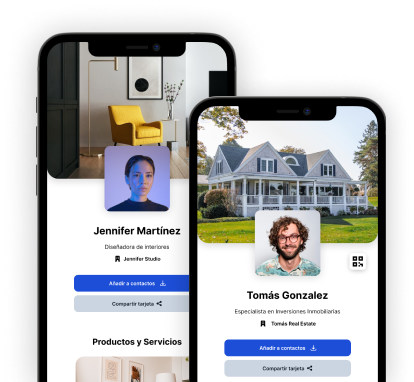 Jennifer Martínez
Diseñadora de interiores
Jennifer Studio
Añadir a contactos
Compartir tarjeta
Productos y Servicios
Tomás Gonzalez
Especialista en Inversiones Inmobiliarias
Tomás Real Estate
Añadir a contactos
Compartir tarjeta